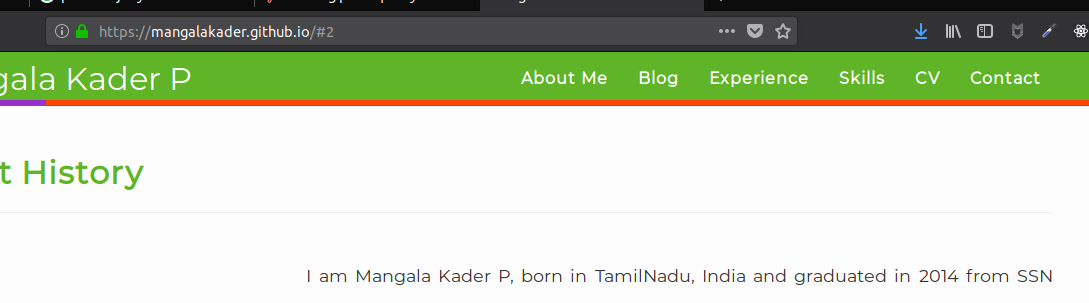 https://mangalakader.github.io/#2
gala Kader P
About Me Blog Experience Skills CV Contact
t History
I am Mangala Kader P, born in TamilNadu, India and graduated in 2014 from SSN